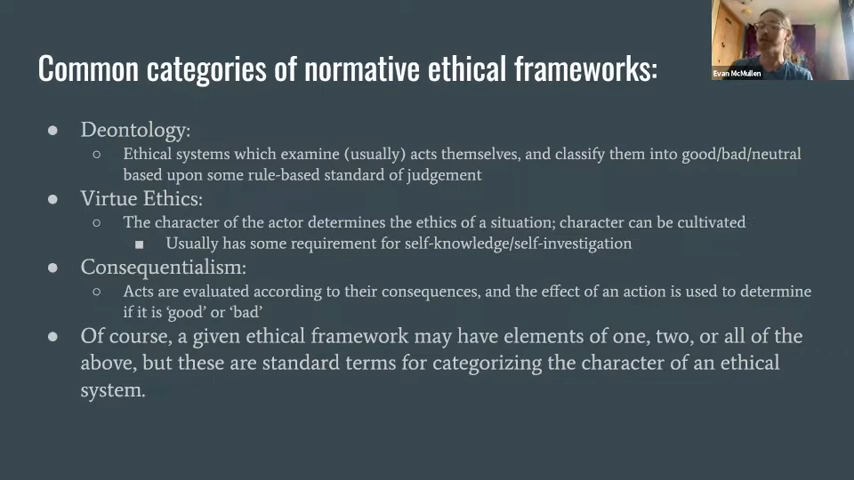 Common categories of normative ethical frameworks:
Evan McMullen
● Deontology:
○ Ethical systems which examine (usually) acts themselves, and classify them into good/bad/neutral
based upon some rule-based standard of judgement
● Virtue Ethics:
○ The character of the actor determines the ethics of a situation; character can be cultivated
■ Usually has some requirement for self-knowledge/self-investigation
● Consequentialism:
○ Acts are evaluated according to their consequences, and the effect of an action is used to determine
if it is ‘good’ or ‘bad’
● Of course, a given ethical framework may have elements of one, two, or all of the
above, but these are standard terms for categorizing the character of an ethical
system.